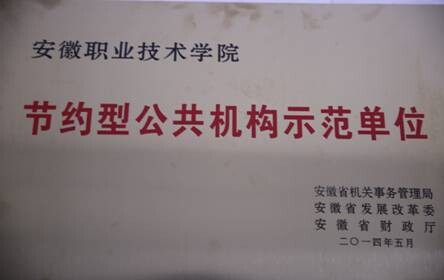 安徽职业技术学院
节约型公共机构示范单位
安徽省机关事务管理局
安徽省发展改革委
安徽省财政厅
二〇一四年五月